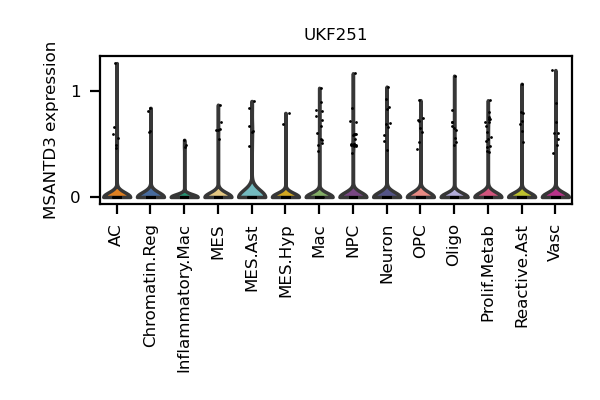 UKF251
MSANTD3 expression
1
0
AC
Chromatin.Reg
Inflammatory.Mac
MES
MES.Ast
MES.Hyp
Mac
NPC
Neuron
OPC
Oligo
Prolif.Metab
Reactive.Ast
Vasc